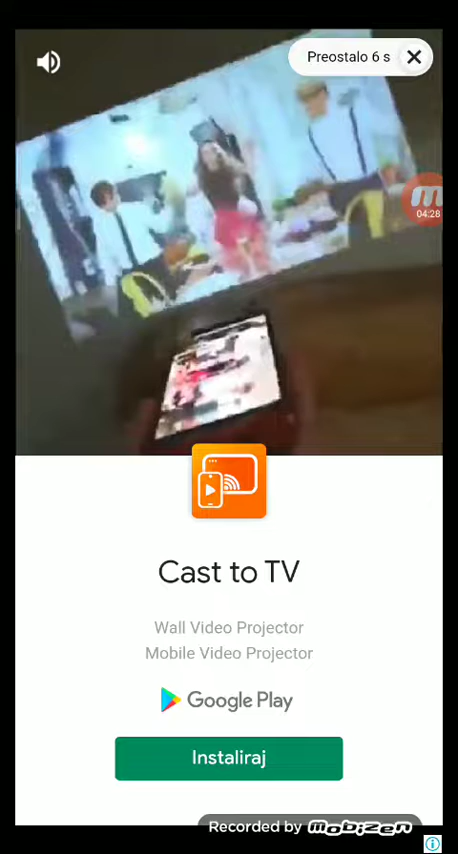 Preostalo 6 s
04:28
Cast to TV
Wall Video Projector
Mobile Video Projector
Google Play
Instaliraj
Recorded by mobizen